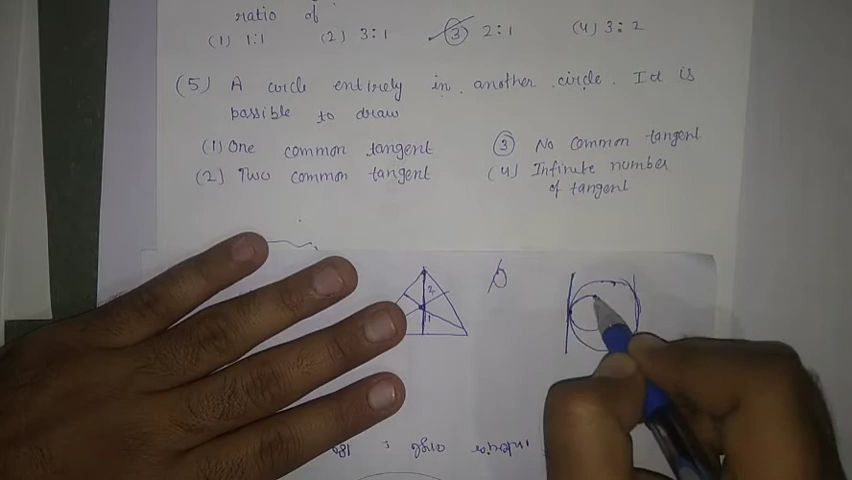 ratio of
(1) 1:1 (2) 3:1 (3) 2:1 (4) 3:2
(5) A circle entirely in another circle. It is
possible to draw
(1) One common tangent (3) No common tangent
(2) Two common tangent (4) Infinite number
of tangent
2
1